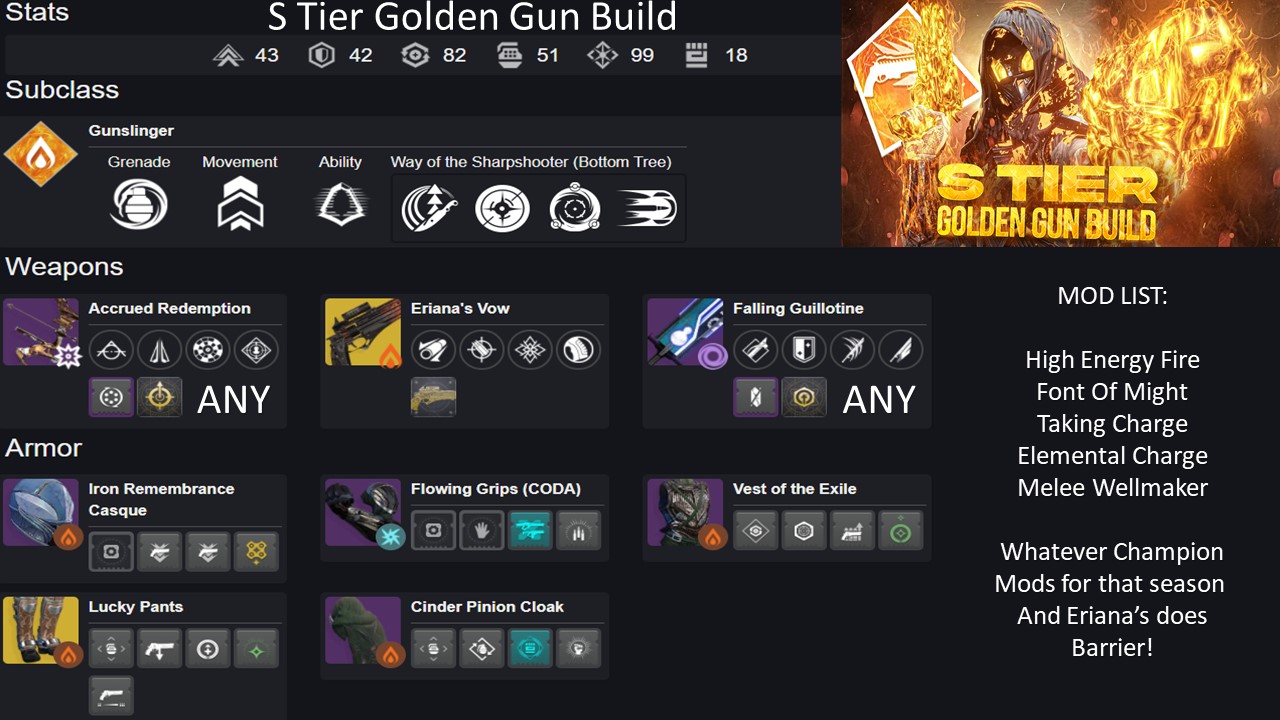 Stats
S Tier Golden Gun Build
43 42 82 51 99 18
Subclass
Gunslinger
Grenade Movement Ability Way of the Sharpshooter (Bottom Tree)
S TIER
GOLDEN GUN BUILD
Weapons
Accrued Redemption
ANY
Eriana's Vow
Falling Guillotine
ANY
Armor
Iron Remembrance
Casque
Flowing Grips (CODA)
Vest of the Exile
Lucky Pants
Cinder Pinion Cloak
MOD LIST:
High Energy Fire
Font Of Might
Taking Charge
Elemental Charge
Melee Wellmaker
Whatever Champion
Mods for that season
And Eriana’s does
Barrier!